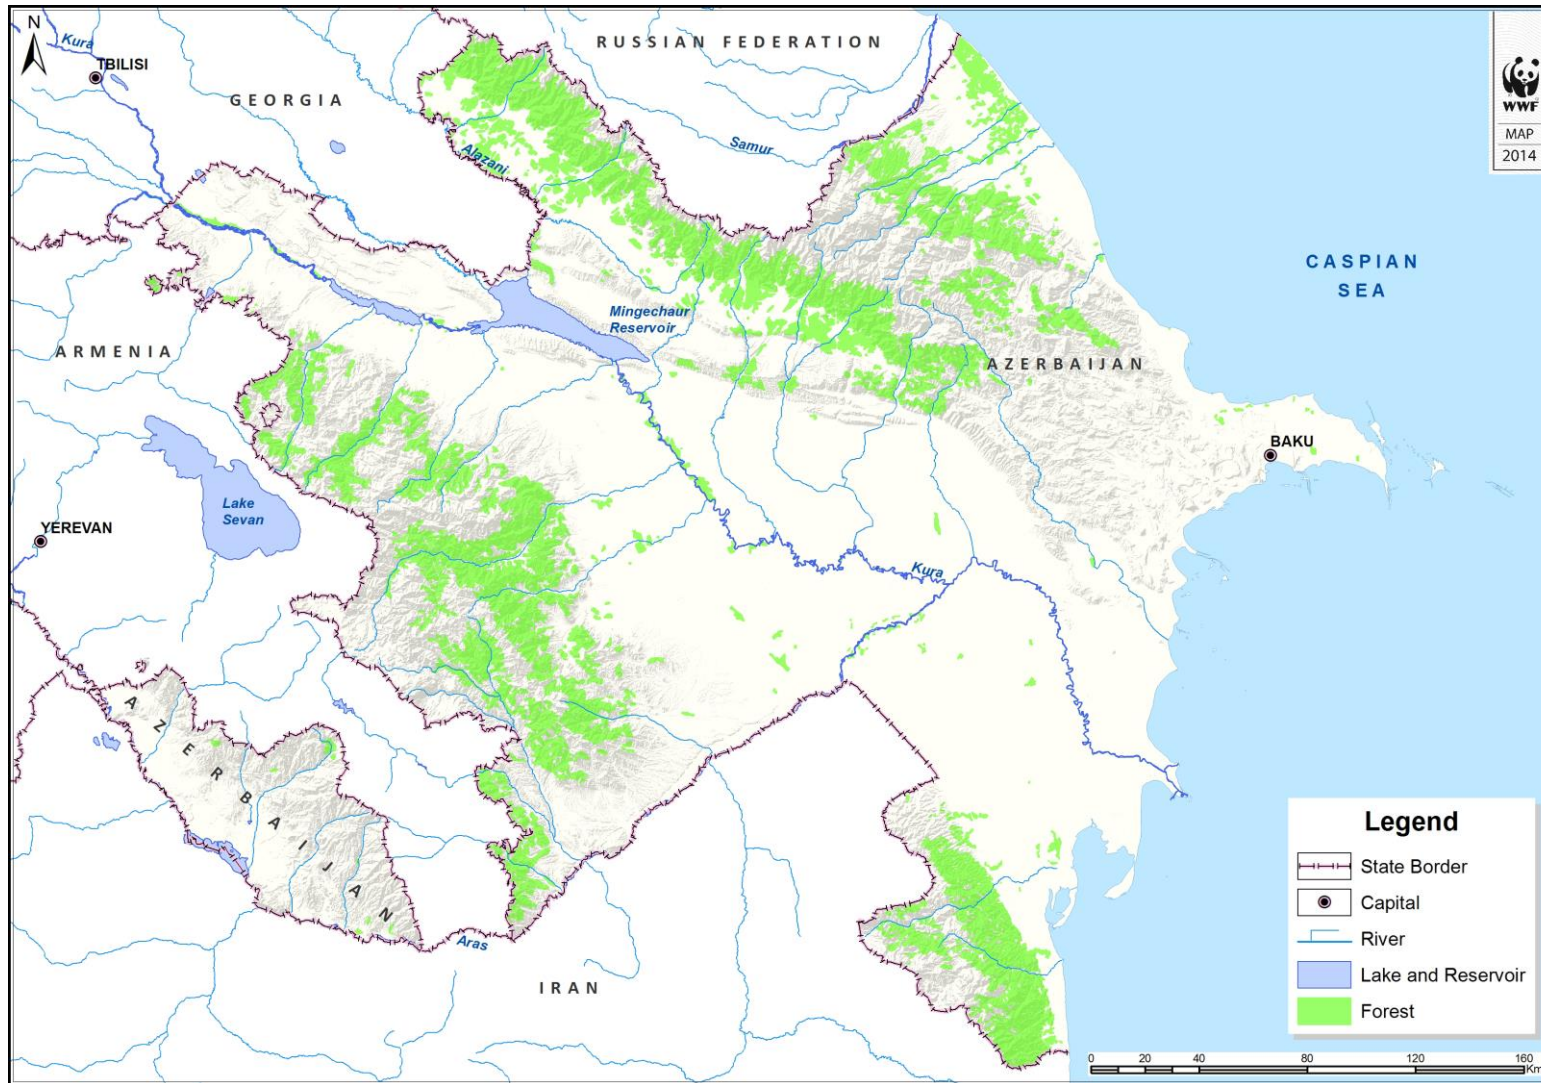 N
Kura
TBILISI
RUSSIAN FEDERATION
GEORGIA
WWF
MAP
2014
Samur
Alazani
CASPIAN
SEA
Mingechaur
Reservoir
ARMENIA
AZERBAIJAN
BAKU
Lake
Sevan
YEREVAN
Kura
AZERBAIJAN
Aras
IRAN
Legend
State Border
Capital
River
Lake and Reservoir
Forest
0 20 40 80 120 160
Km